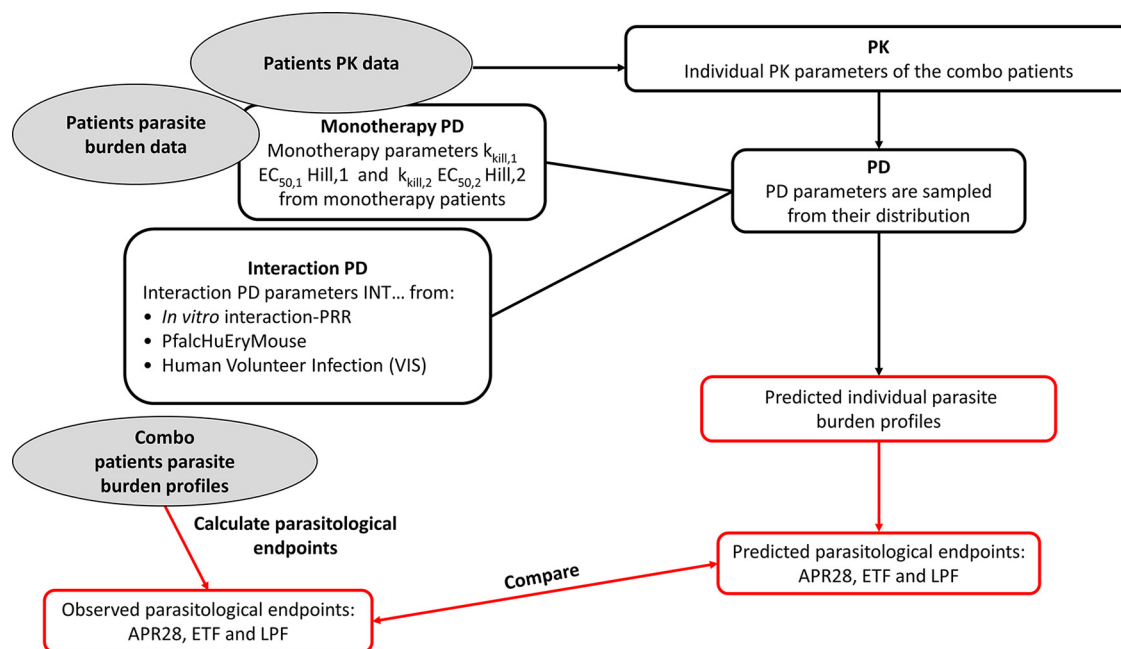 Patients PK data
PK
Individual PK parameters of the combo patients
Patients parasite
burden data
Monotherapy PD
Monotherapy parameters k_kill,1
EC_50,1 Hill,1 and k_kill,2 EC_50,2 Hill,2
from monotherapy patients
PD
PD parameters are sampled
from their distribution
Interaction PD
Interaction PD parameters INT... from:
• In vitro interaction-PRR
• PfalcHuEryMouse
• Human Volunteer Infection (VIS)
Predicted individual parasite
burden profiles
Combo
patients parasite
burden profiles
Calculate parasitological
endpoints
Predicted parasitological endpoints:
APR28, ETF and LPF
Compare
Observed parasitological endpoints:
APR28, ETF and LPF